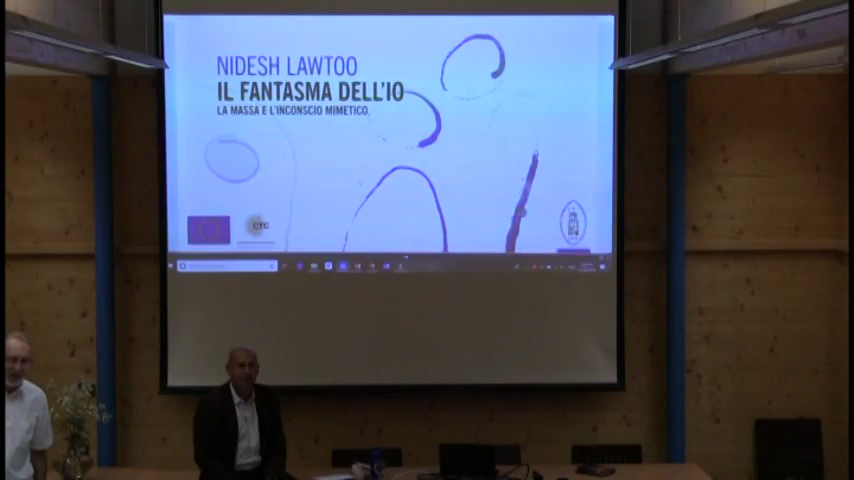 NIDESH LAWTOO
IL FANTASMA DELL'IO
LA MASSA E L'INCONSCIO MIMETICO
erc